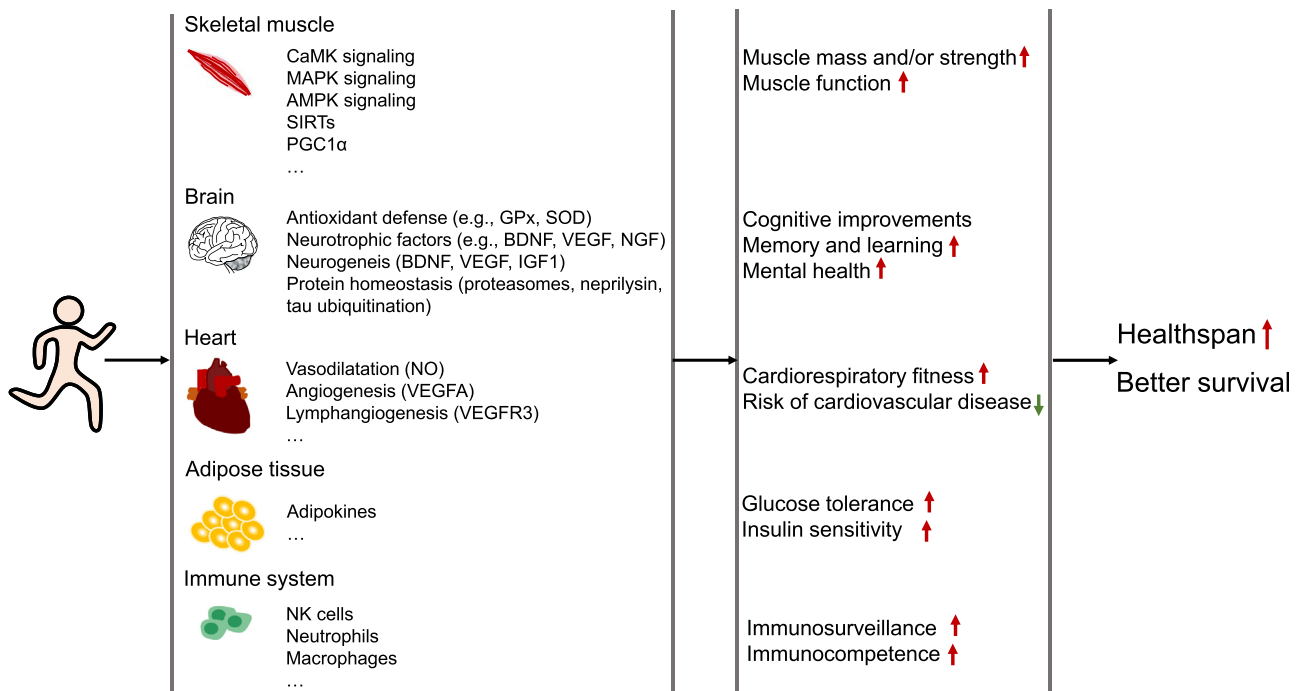 Skeletal muscle
CaMK signaling
MAPK signaling
AMPK signaling
SIRTs
PGC1α
…
Brain
Antioxidant defense (e.g., GPx, SOD)
Neurotrophic factors (e.g., BDNF, VEGF, NGF)
Neurogeneis (BDNF, VEGF, IGF1)
Protein homeostasis (proteasomes, neprilysin,
tau ubiquitination)
Heart
Vasodilatation (NO)
Angiogenesis (VEGFA)
Lymphangiogenesis (VEGFR3)
…
Adipose tissue
Adipokines
…
Immune system
NK cells
Neutrophils
Macrophages
…
Muscle mass and/or strength
Muscle function
Cognitive improvements
Memory and learning
Mental health
Cardiorespiratory fitness
Risk of cardiovascular disease
Glucose tolerance
Insulin sensitivity
Immunosurveillance
Immunocompetence
Healthspan
Better survival